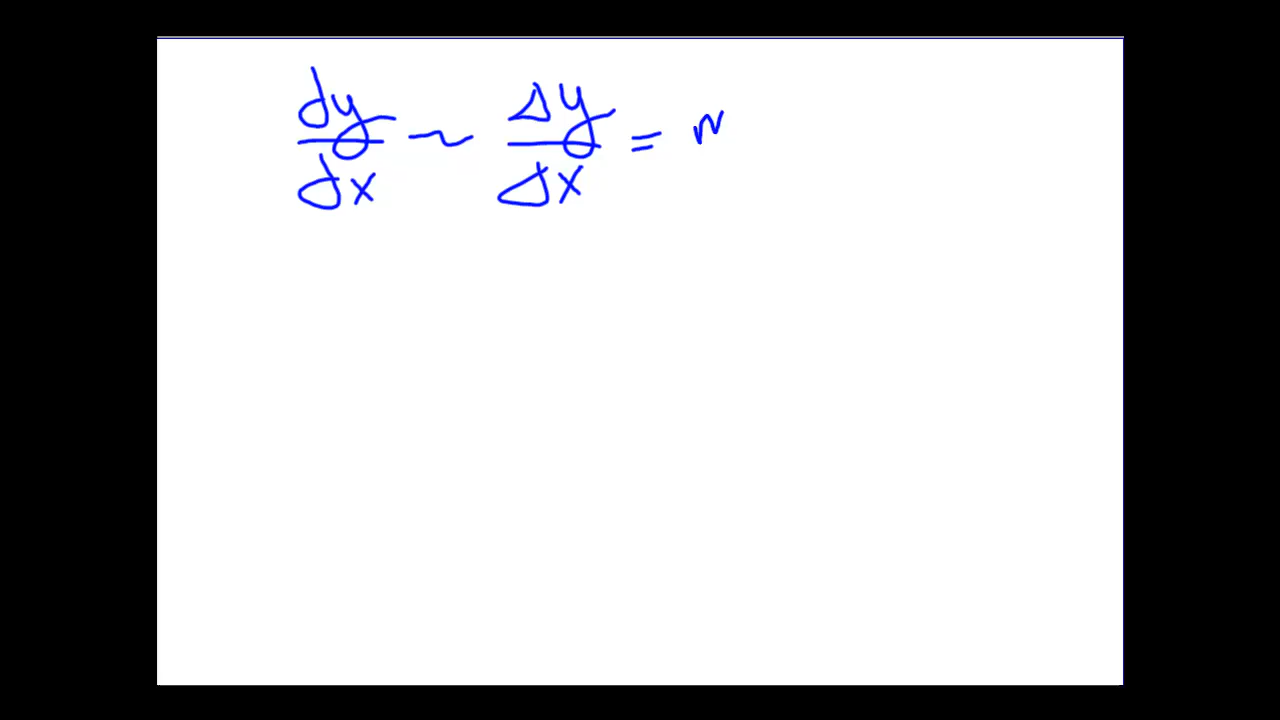 dy/dx ~ Δy/Δx = m